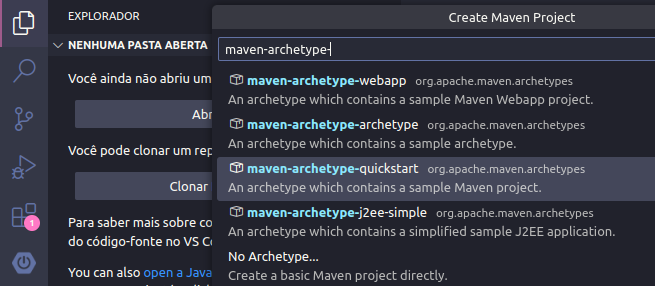 EXPLORADOR
NENHUMA PASTA ABERTA
Você ainda não abriu um
Você pode clonar um rep
Clonar
Para saber mais sobre co
do código-fonte no VS Co
You can also open a Java
1
Create Maven Project
maven-archetype-
maven-archetype-webapp org.apache.maven.archetypes
An archetype which contains a sample Maven Webapp project.
maven-archetype-archetype org.apache.maven.archetypes
An archetype which contains a sample archetype.
maven-archetype-quickstart org.apache.maven.archetypes
An archetype which contains a sample Maven project.
maven-archetype-j2ee-simple org.apache.maven.archetypes
An archetype which contains a simplified sample J2EE application.
No Archetype...
Create a basic Maven project directly.